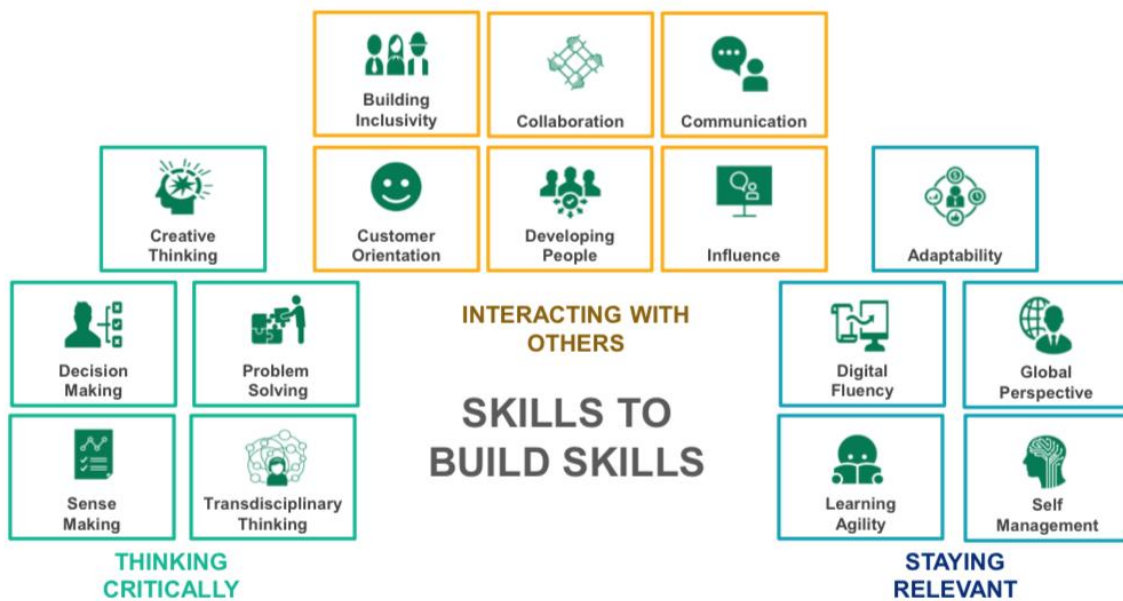 Building
Inclusivity
Collaboration
Communication
Creative
Thinking
Customer
Orientation
Developing
People
Influence
Adaptability
INTERACTING WITH
OTHERS
Decision
Making
Problem
Solving
Digital
Fluency
Global
Perspective
SKILLS TO
BUILD SKILLS
Sense
Making
Transdisciplinary
Thinking
Learning
Agility
Self
Management
THINKING
CRITICALLY
STAYING
RELEVANT